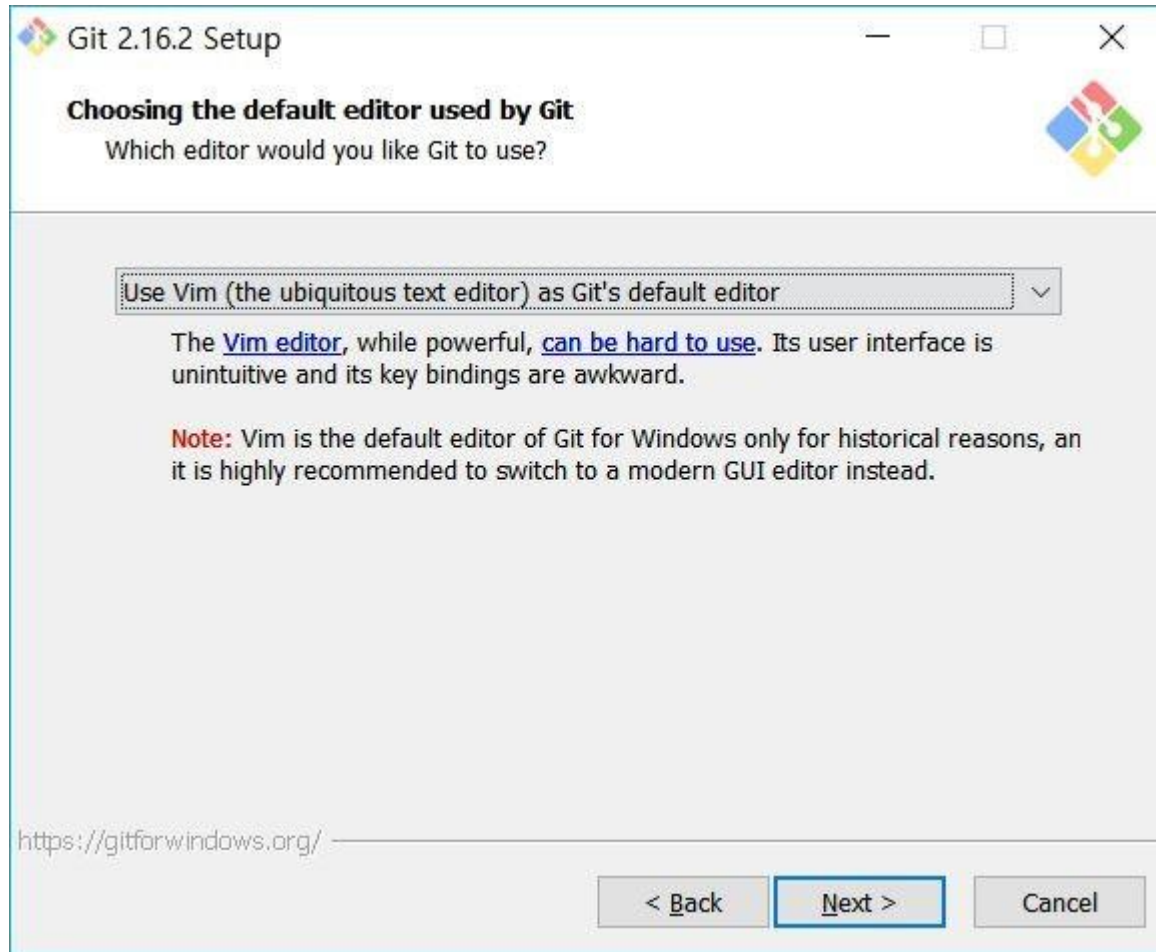 Git 2.16.2 Setup
Choosing the default editor used by Git
Which editor would you like Git to use?
Use Vim (the ubiquitous text editor) as Git's default editor
The Vim editor, while powerful, can be hard to use. Its user interface is
unintuitive and its key bindings are awkward.
Note: Vim is the default editor of Git for Windows only for historical reasons, an
it is highly recommended to switch to a modern GUI editor instead.
https://gitforwindows.org/
< Back
Next >
Cancel